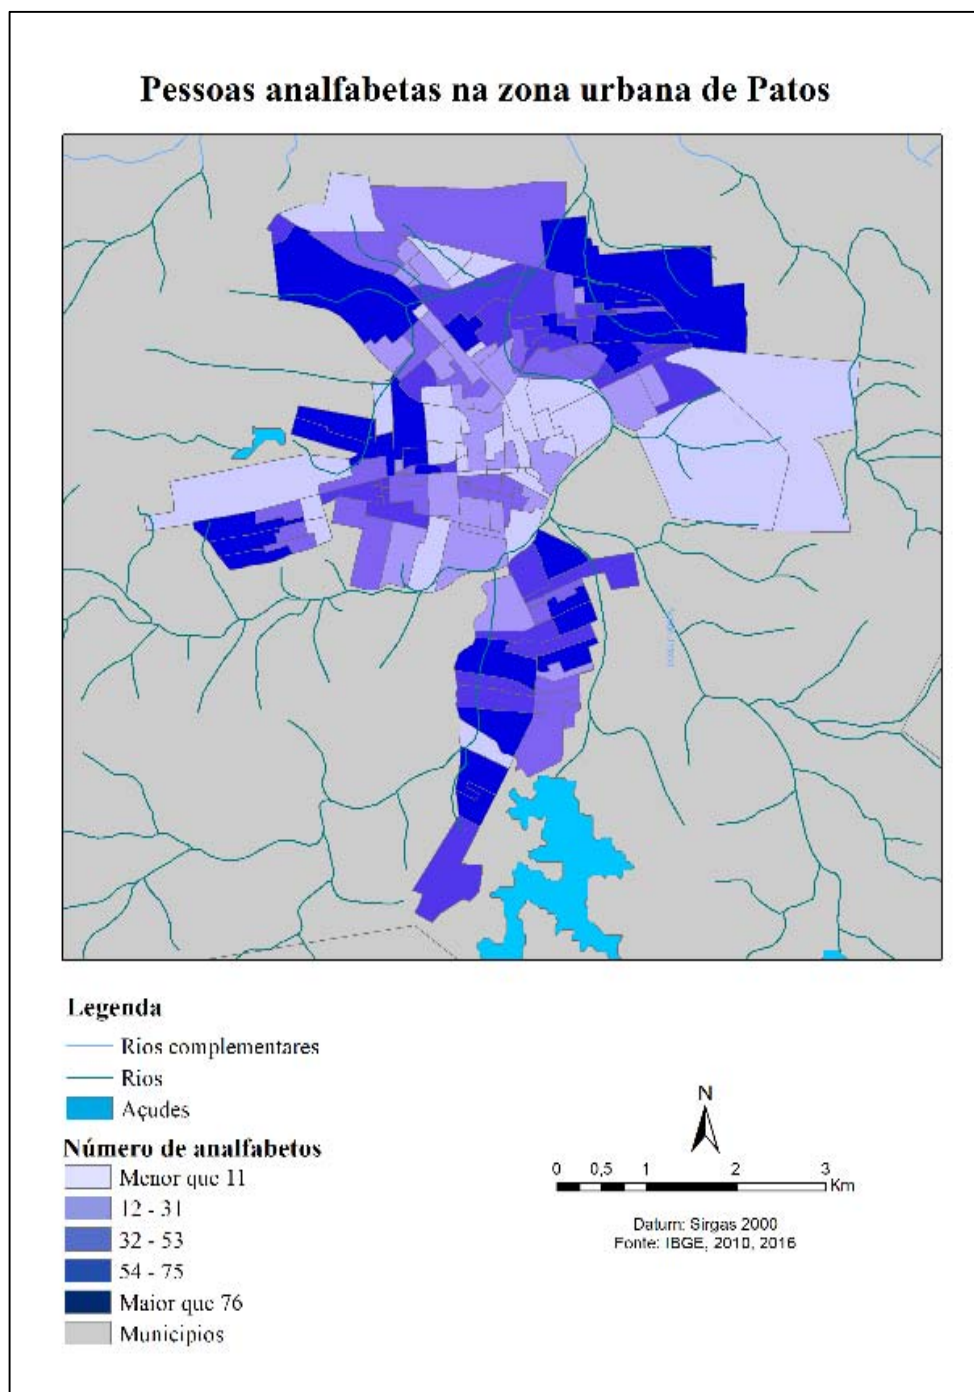 Pessoas analfabetas na zona urbana de Patos
Legenda
Rios complementares
Rios
Açudes
Número de analfabetos
Menor que 11
12 - 31
32 - 53
54 - 75
Maior que 76
Municipios
N
0 0,5 1 2 3
Km
Datum: Sirgas 2000
Fonte: IBGE, 2010, 2016